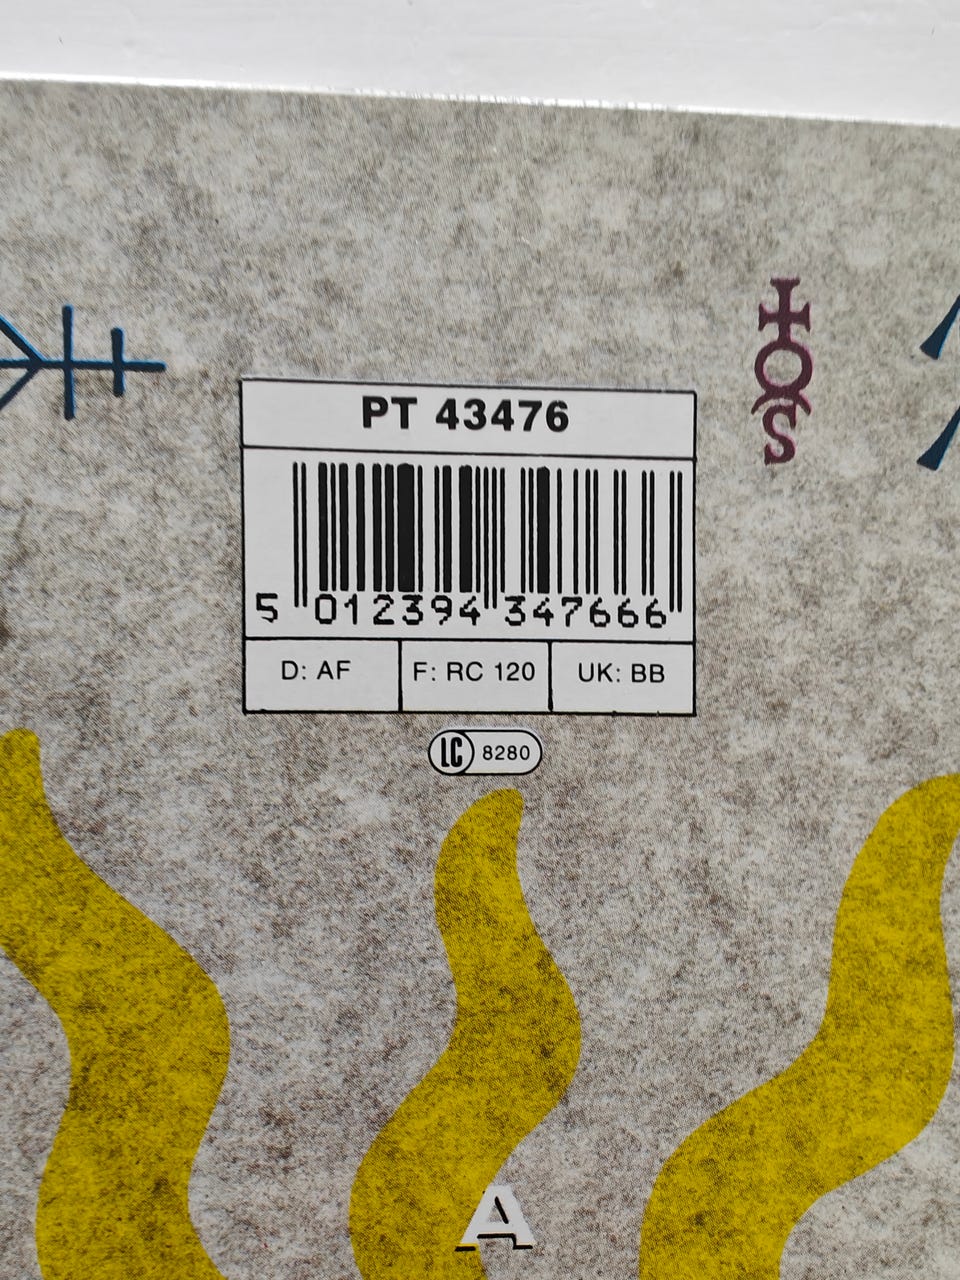 PT 43476
5 012394 347666
D: AF
F: RC 120
UK: BB
LC 8280
A